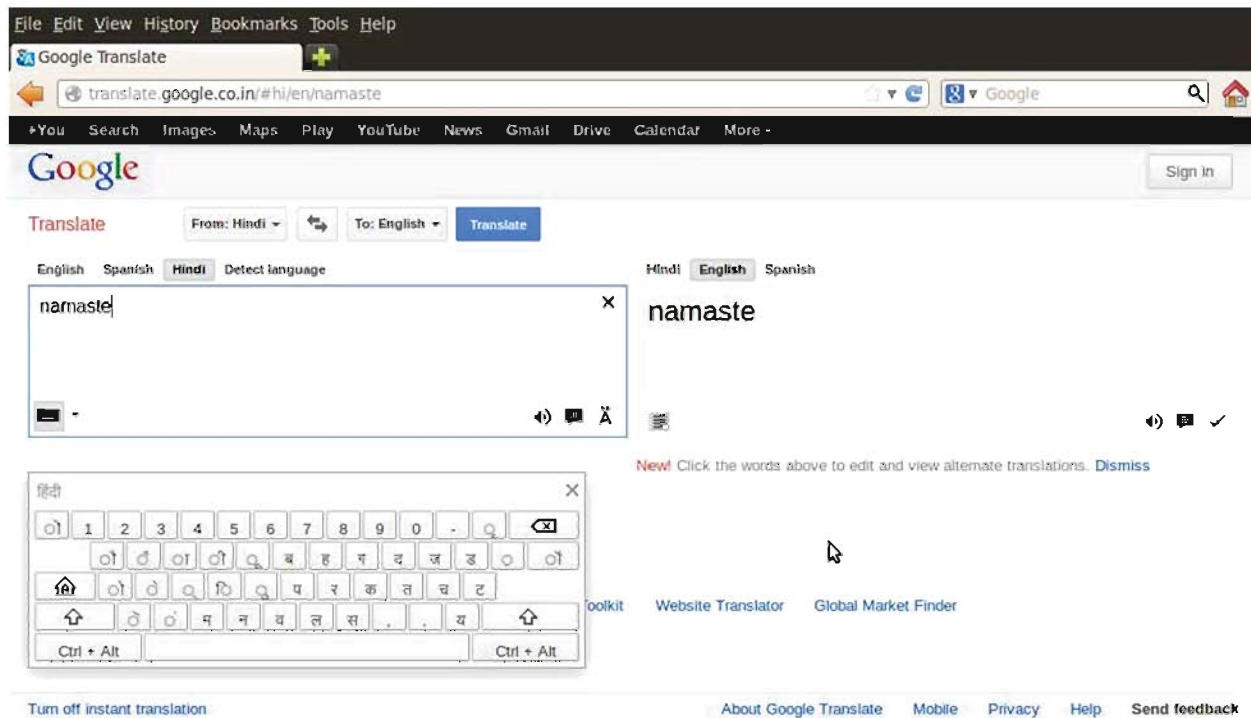 File Edit View History Bookmarks Tools Help
Google Translate
translate.google.co.in/#hi/en/namaste
Google
+You Search Images Maps Play YouTube News Gmail Drive Calendar More
Google
Sign in
Translate From: Hindi To: English Translate
English Spanish Hindi Detect language
Hindi English Spanish
namaste
namaste
Ä
New! Click the words above to edit and view alternate translations. Dismiss
हिंदी
1 2 3 4 5 6 7 8 9 0 - ृ
ौ ै ा ी ू ब ह ग द ज ड ़ ॉ
ो े ् ि ु प र क त च ट
ं म न व ल स , . य
Ctrl + Alt Ctrl + Alt
oolkit Website Translator Global Market Finder
Turn off instant translation
About Google Translate Mobile Privacy Help Send feedback